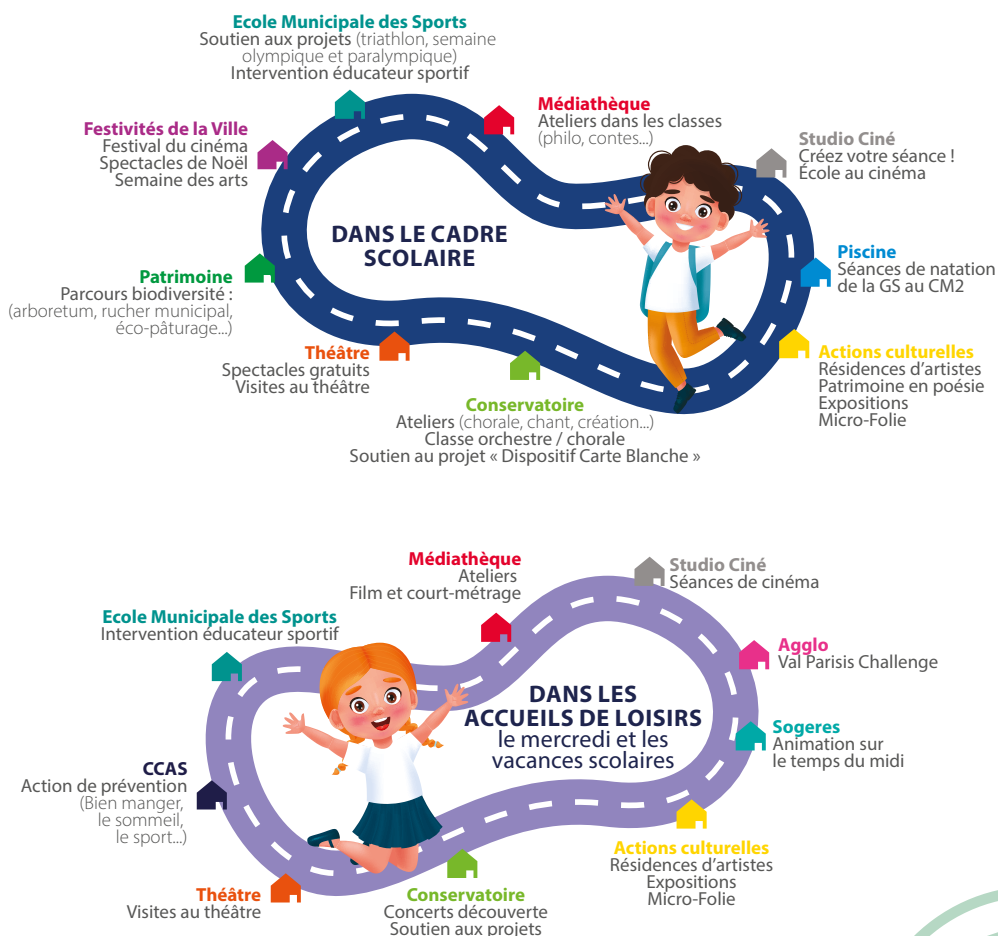 Ecole Municipale des Sports
Soutien aux projets (triathlon, semaine
olympique et paralympique)
Intervention éducateur sportif
Médiathèque
Ateliers dans les classes
(philo, contes...)
Festivités de la Ville
Festival du cinéma
Spectacles de Noël
Semaine des arts
Studio Ciné
Créez votre séance !
École au cinéma
DANS LE CADRE
SCOLAIRE
Piscine
Séances de natation
de la GS au CM2
Patrimoine
Parcours biodiversité :
(arboretum, rucher municipal,
éco-pâturage...)
Théâtre
Spectacles gratuits
Visites au théâtre
Actions culturelles
Résidences d'artistes
Patrimoine en poésie
Expositions
Micro-Folie
Conservatoire
Ateliers (chorale, chant, création...)
Classe orchestre / chorale
Soutien au projet « Dispositif Carte Blanche »
Médiathèque
Ateliers
Film et court-métrage
Studio Ciné
Séances de cinéma
Ecole Municipale des Sports
Intervention éducateur sportif
Agglo
Val Parisis Challenge
DANS LES
ACCUEILS DE LOISIRS
le mercredi et les
vacances scolaires
Sogeres
Animation sur
le temps du midi
CCAS
Action de prévention
(Bien manger,
le sommeil,
le sport...)
Actions culturelles
Résidences d'artistes
Expositions
Micro-Folie
Théâtre
Visites au théâtre
Conservatoire
Concerts découverte
Soutien aux projets